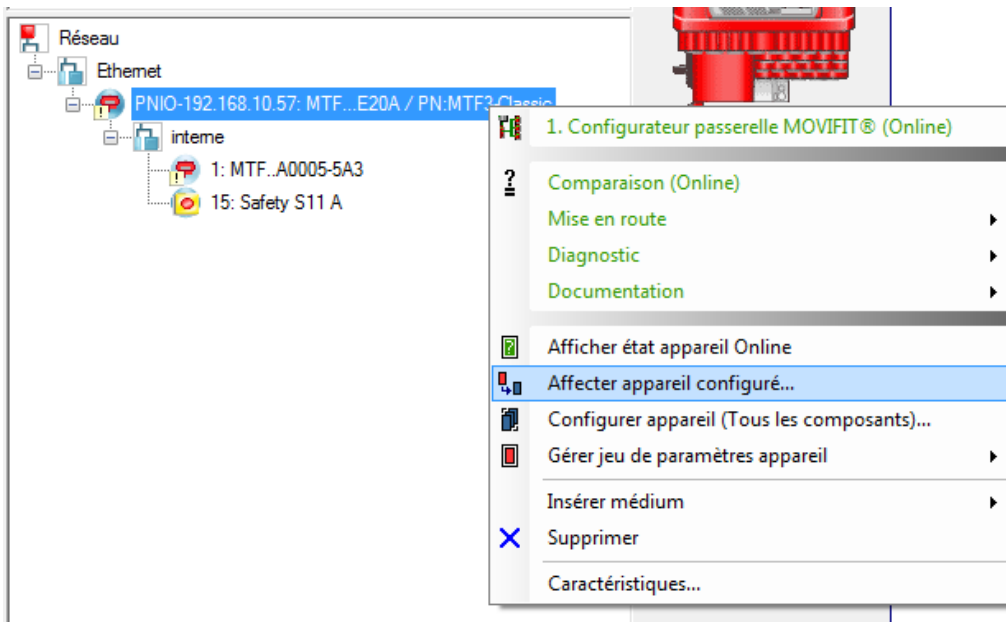 Réseau
Ethernet
PNIO-192.168.10.57: MTF...E20A / PN:MTF3-Classic
interne
1: MTF..A0005-5A3
15: Safety S11 A
1. Configurateur passerelle MOVIFIT® (Online)
Comparaison (Online)
Mise en route
Diagnostic
Documentation
Afficher état appareil Online
Affecter appareil configuré...
Configurer appareil (Tous les composants)...
Gérer jeu de paramètres appareil
Insérer médium
Supprimer
Caractéristiques...